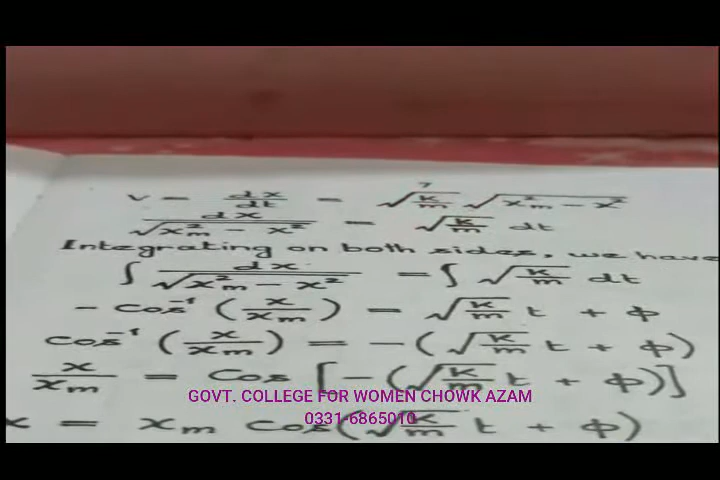 7
v = dx/dt = √(k/m) √(x²m − x²)
dx/√(x²m − x²) = √(k/m) dt
Integrating on both sides, we have
∫ dx/√(x²m − x²) = ∫ √(k/m) dt
- cos⁻¹ (x/xm) = √(k/m) t + φ
cos⁻¹ (x/xm) = -(√(k/m) t + φ)
x/xm = cos [-(√(k/m) t + φ)]
x = xm cos(√(k/m) t + φ)
GOVT. COLLEGE FOR WOMEN CHOWK AZAM
0331-6865010